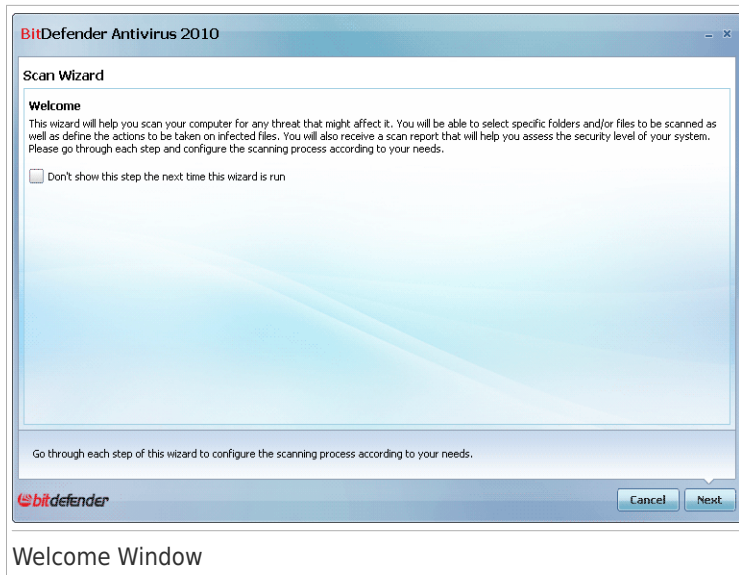 BitDefender Antivirus 2010
Scan Wizard
Welcome
This wizard will help you scan your computer for any threat that might affect it. You will be able to select specific folders and/or files to be scanned as
well as define the actions to be taken on infected files. You will also receive a scan report that will help you assess the security level of your system.
Please go through each step and configure the scanning process according to your needs.
Don't show this step the next time this wizard is run
Go through each step of this wizard to configure the scanning process according to your needs.
bitdefender
Cancel
Next
Welcome Window